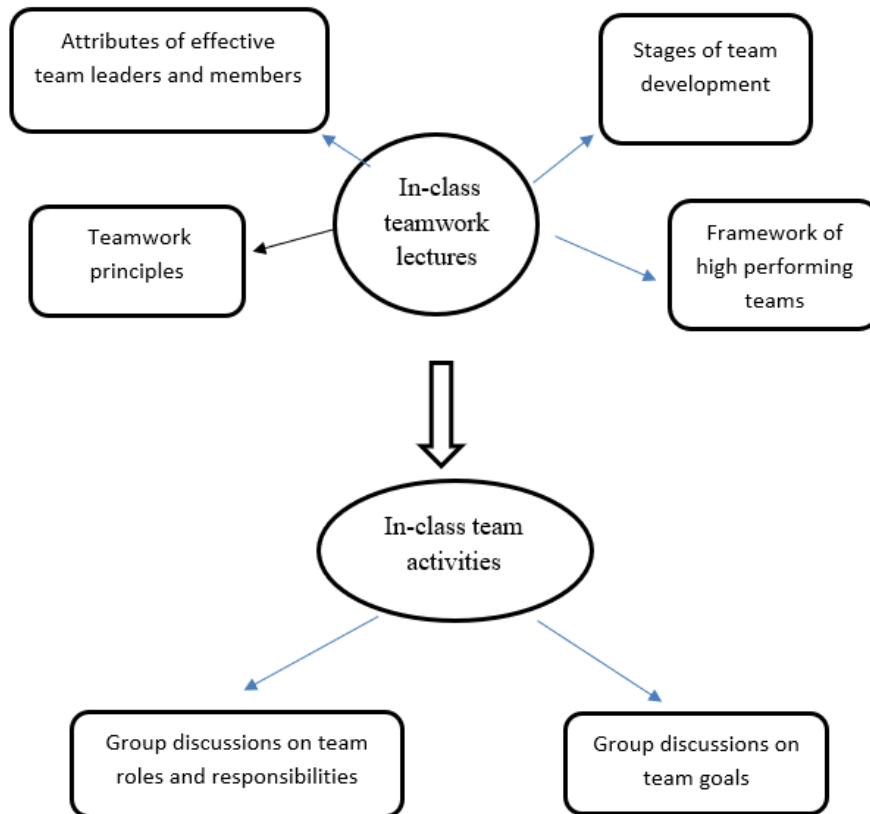 Attributes of effective
team leaders and members
Stages of team
development
In-class
teamwork
lectures
Teamwork
principles
Framework of
high performing
teams
In-class team
activities
Group discussions on team
roles and responsibilities
Group discussions on
team goals